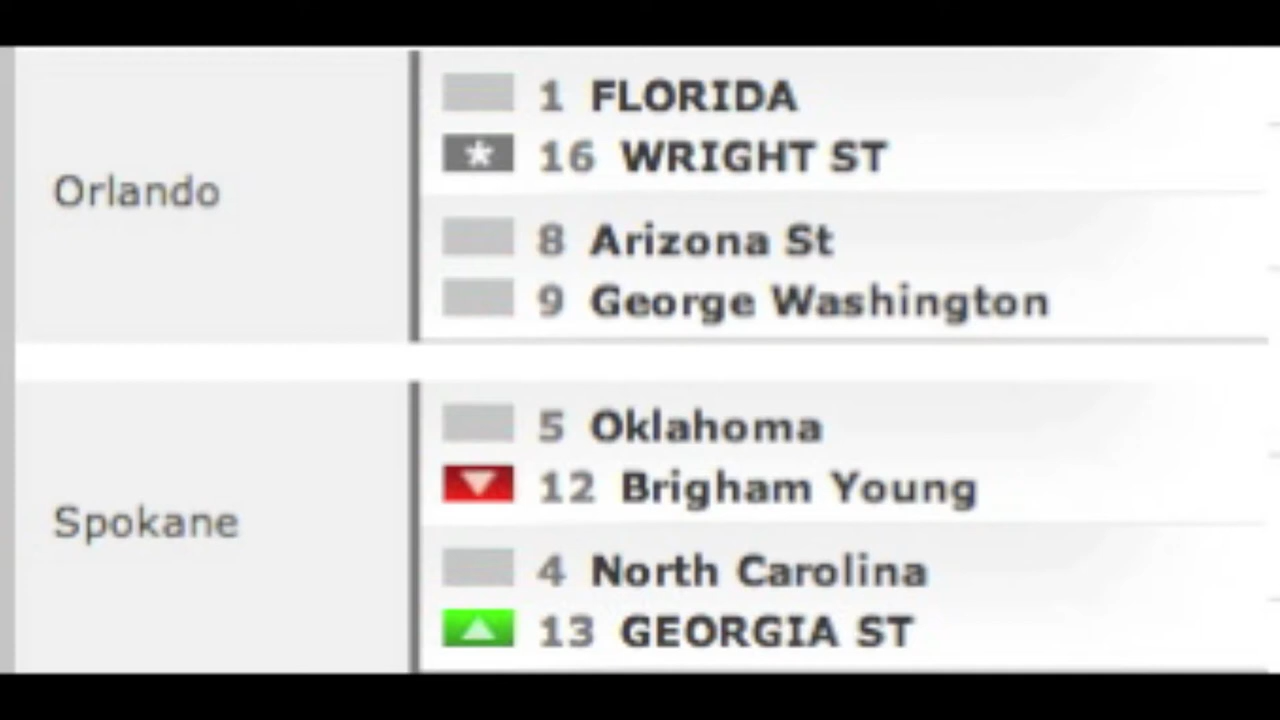 Orlando
1 FLORIDA
16 WRIGHT ST
8 Arizona St
9 George Washington
Spokane
5 Oklahoma
12 Brigham Young
4 North Carolina
13 GEORGIA ST